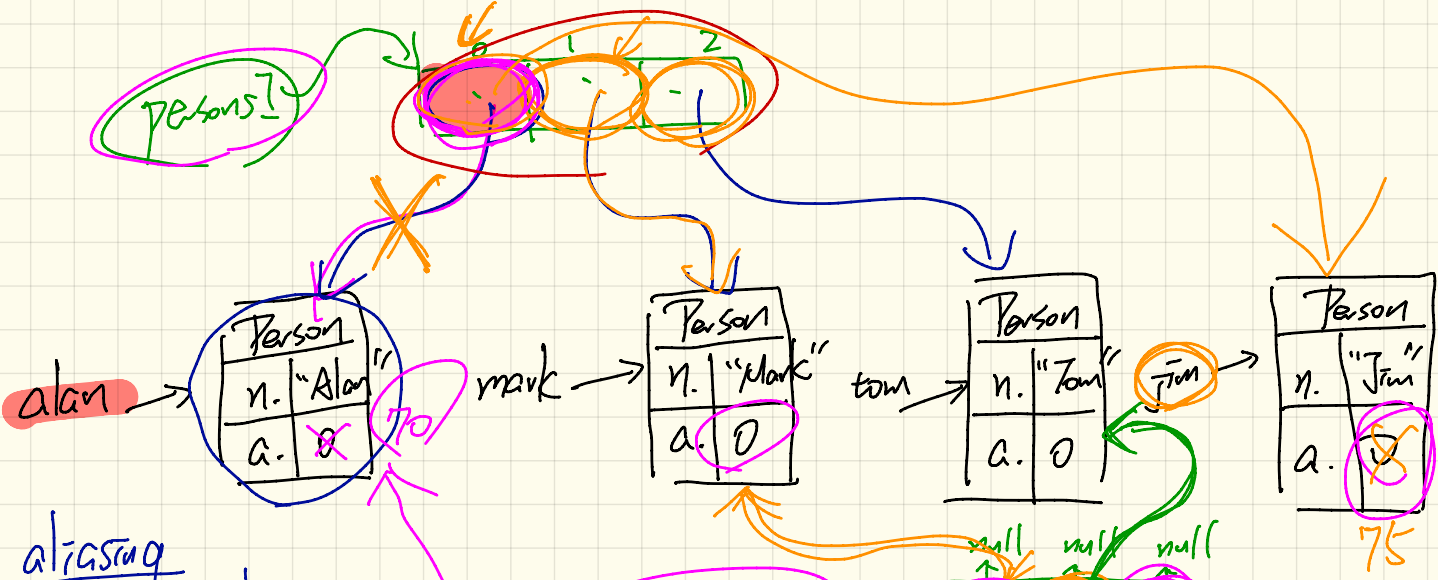 0 1 2
persons1
Person Person Person Person
alan n. "Alan" mark n. "Mark" tom n. "Tom" jim n. "Jim"
a. 0 70 a. 0 a. 0 a. 0
75
aliasing
null null null